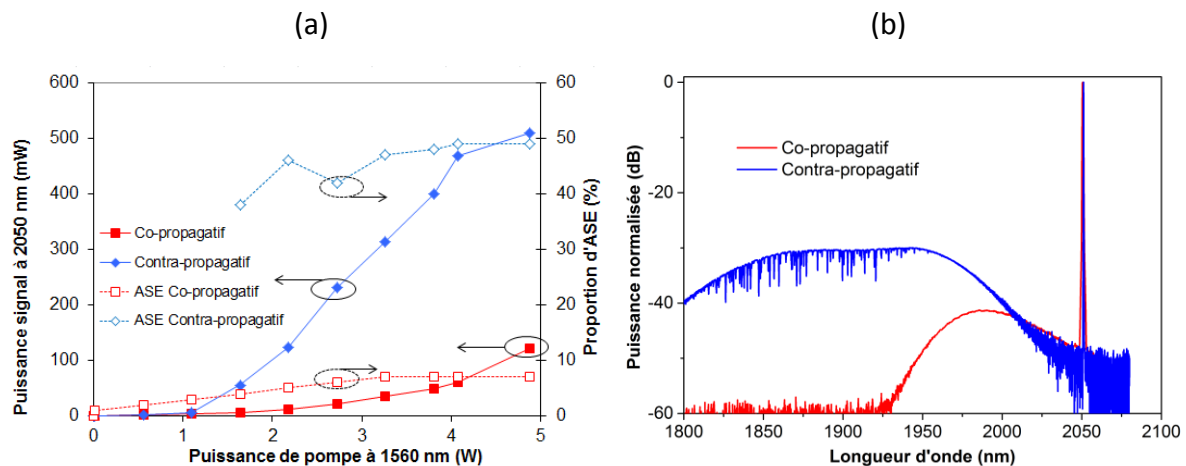 (a)
(b)
Puissance signal à 2050 nm (mW)
600
500
400
300
200
100
0
Co-propagatif
Contra-propagatif
ASE Co-propagatif
ASE Contra-propagatif
60
50
40
30
20
10
0
Proportion d'ASE (%)
0
1
2
3
4
5
Puissance de pompe à 1560 nm (W)
Puissance normalisée (dB)
0
-20
-40
-60
Co-propagatif
Contra-propagatif
1800
1850
1900
1950
2000
2050
2100
Longueur d'onde (nm)